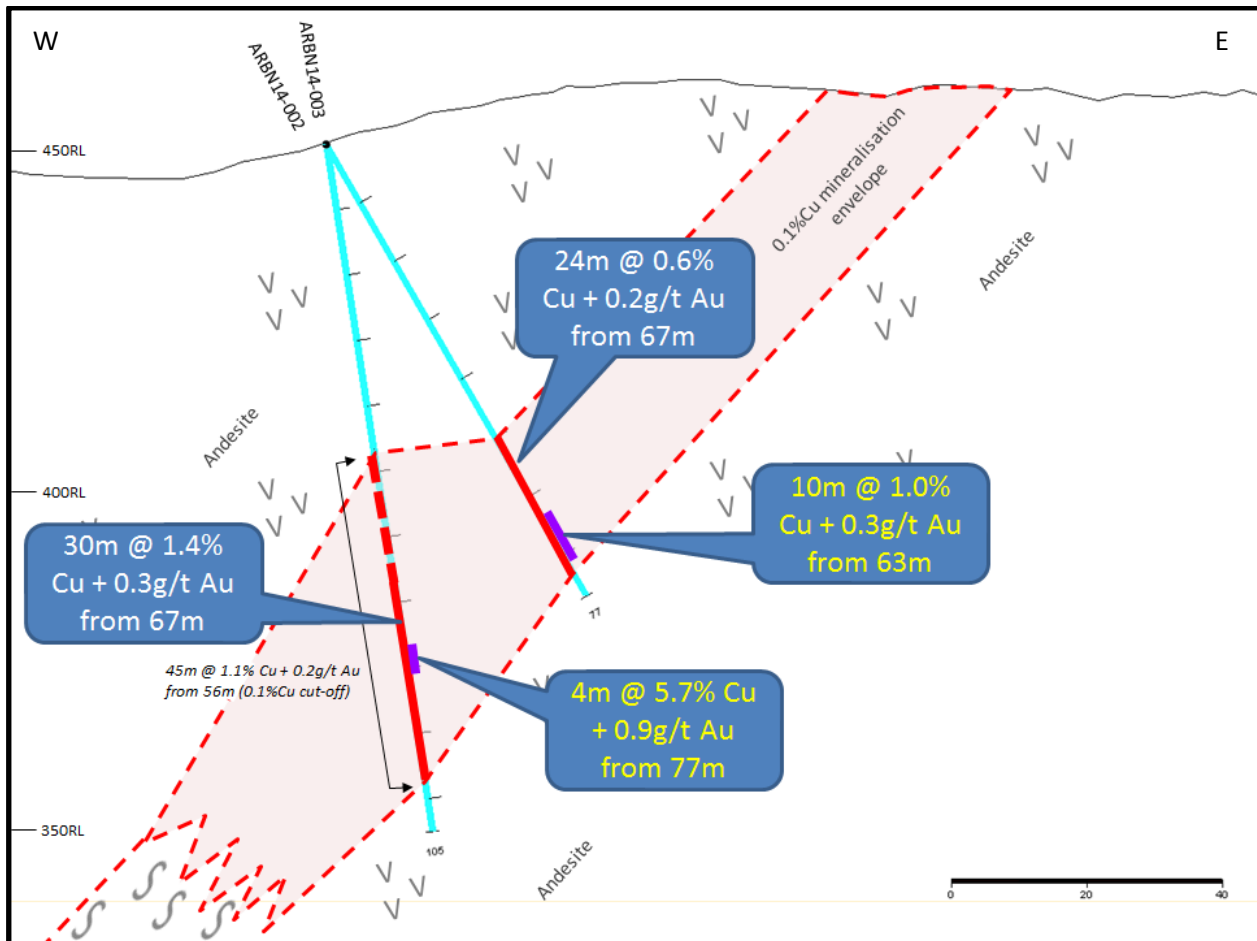 W
E
ARBN14-002
ARBN14-003
450RL
0.1%Cu mineralisation
envelope
24m @ 0.6%
Cu + 0.2g/t Au
from 67m
Andesite
Andesite
400RL
10m @ 1.0%
Cu + 0.3g/t Au
from 63m
30m @ 1.4%
Cu + 0.3g/t Au
from 67m
77
45m @ 1.1% Cu + 0.2g/t Au
from 56m (0.1%Cu cut-off)
4m @ 5.7% Cu
+ 0.9g/t Au
from 77m
350RL
105
Andesite
0
20
40